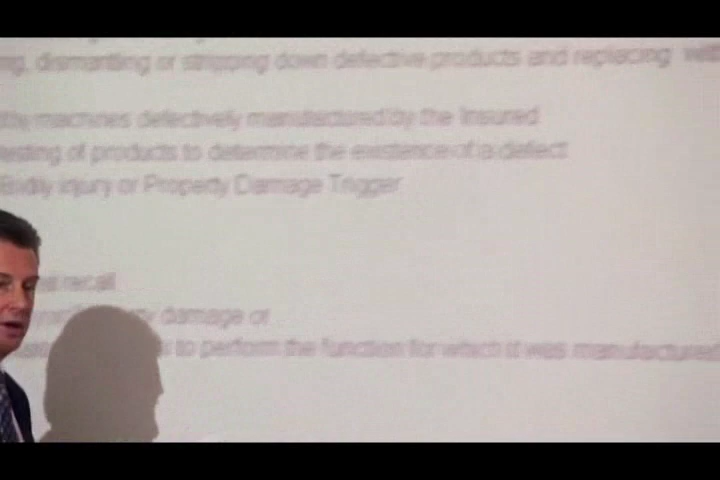 dismantling or stripping down defective products and replacing
machines defectively manufactured by the Insured
testing of products to determine the existence of a defect
Bodily injury or Property Damage Trigger
recall
damage or
to perform the function for which it was manufactured